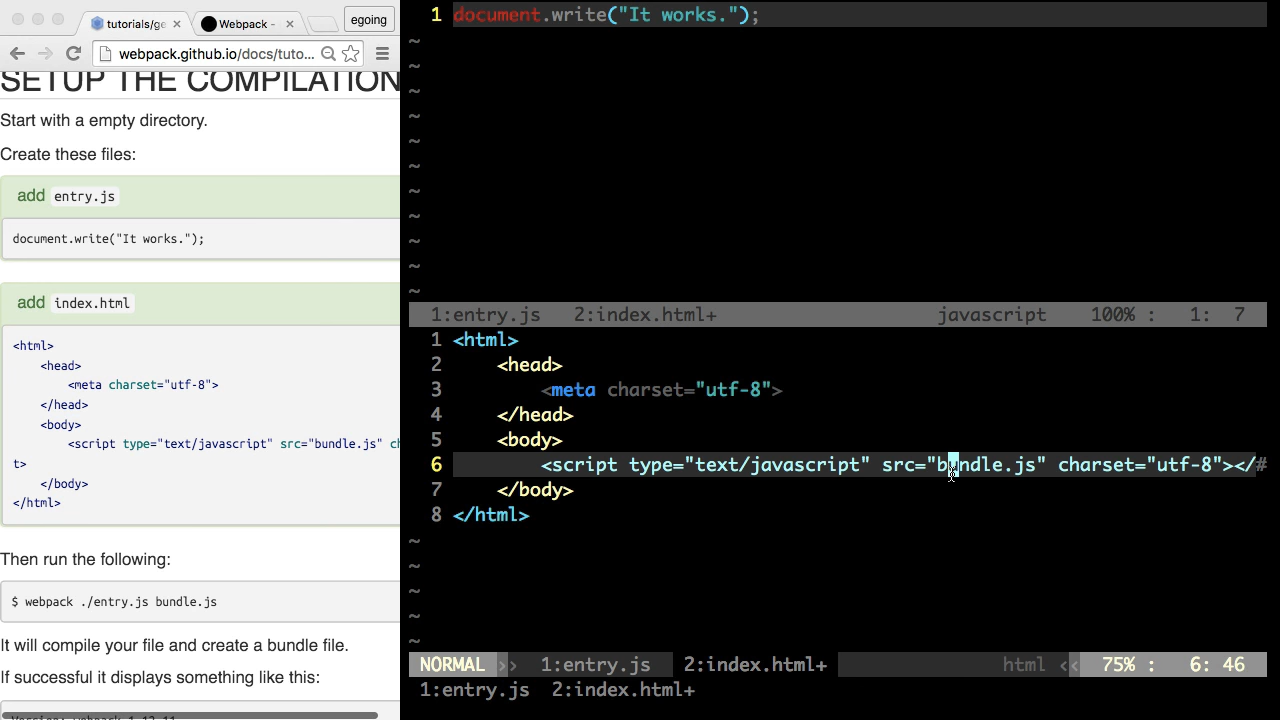 tutorials/ge
Webpack -
egoing
webpack.github.io/docs/tuto...
SETUP THE COMPILATION
Start with a empty directory.
Create these files:
add entry.js
document.write("It works.");
add index.html
<html>
<head>
<meta charset="utf-8">
</head>
<body>
<script type="text/javascript" src="bundle.js" ch
t>
</body>
</html>
Then run the following:
$ webpack ./entry.js bundle.js
It will compile your file and create a bundle file.
If successful it displays something like this:
Version: webpack 1.12.11
1 document.write("It works.");
~
~
~
~
~
~
~
~
~
~
~
1:entry.js 2:index.html+ javascript 100% : 1: 7
1 <html>
2 <head>
3 <meta charset="utf-8">
4 </head>
5 <body>
6 <script type="text/javascript" src="bundle.js" charset="utf-8"></#
7 </body>
8 </html>
~
~
~
~
~
NORMAL >> 1:entry.js 2:index.html+ html << 75% : 6: 46
1:entry.js 2:index.html+